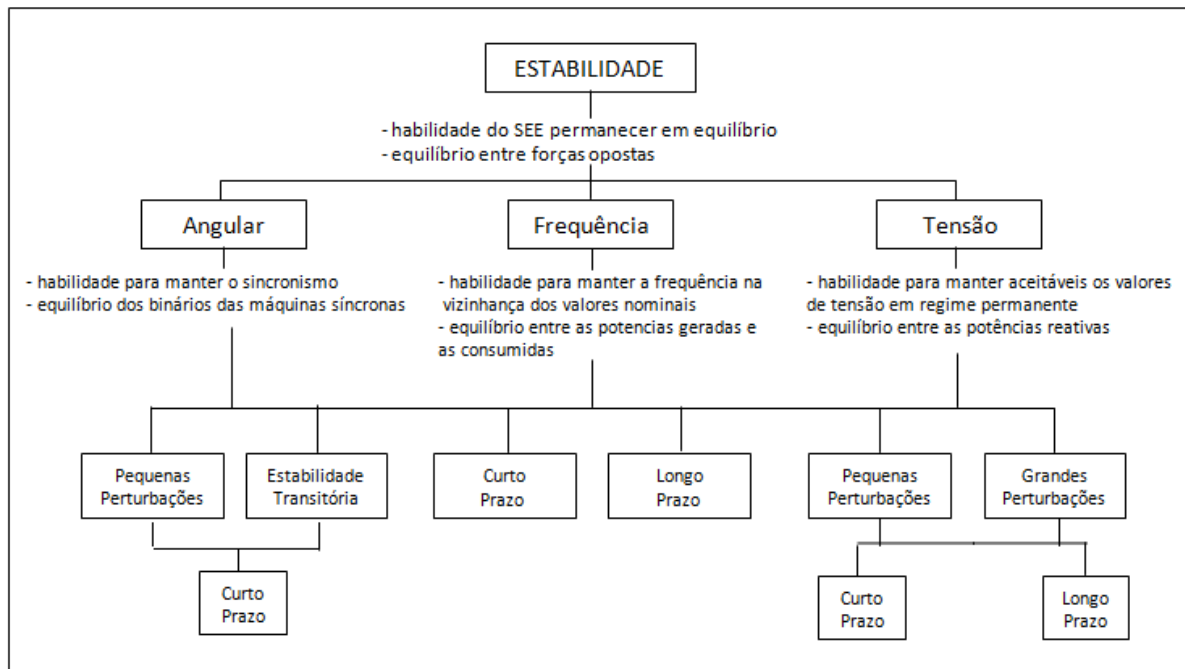 ESTABILIDADE
- habilidade do SEE permanecer em equilíbrio
- equilíbrio entre forças opostas
Angular
- habilidade para manter o sincronismo
- equilíbrio dos binários das máquinas síncronas
Frequência
- habilidade para manter a frequência na
vizinhança dos valores nominais
- equilíbrio entre as potencias geradas e
as consumidas
Tensão
- habilidade para manter aceitáveis os valores
de tensão em regime permanente
- equilíbrio entre as potências reativas
Pequenas
Perturbações
Estabilidade
Transitória
Curto
Prazo
Longo
Prazo
Pequenas
Perturbações
Grandes
Perturbações
Curto
Prazo
Curto
Prazo
Longo
Prazo